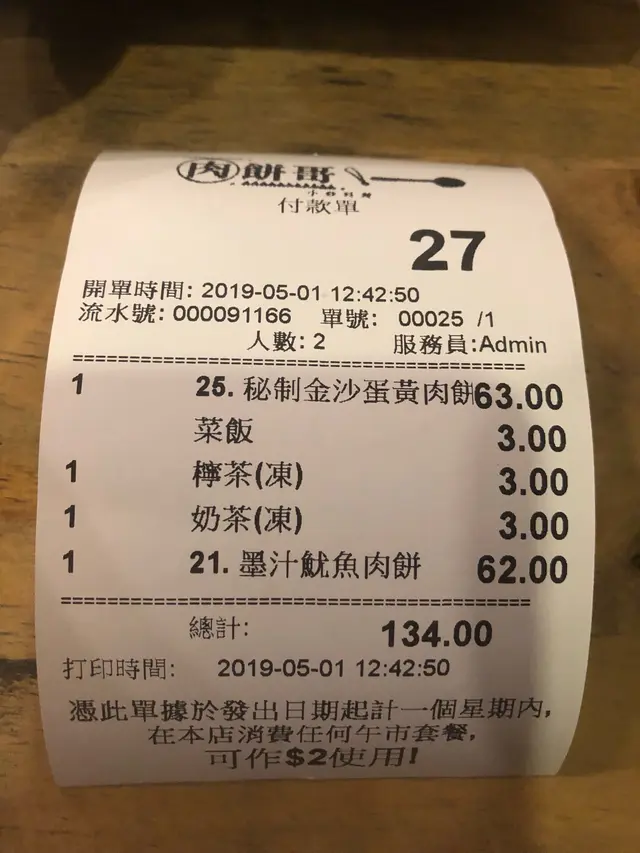 肉餅哥
付款單
27
開單時間: 2019-05-01 12:42:50
流水號: 000091166 單號: 00025 /1
人數: 2 服務員:Admin
1 25. 秘制金沙蛋黃肉餅63.00
菜飯 3.00
1 檸茶(凍) 3.00
1 奶茶(凍) 3.00
1 21. 墨汁魷魚肉餅 62.00
總計: 134.00
打印時間: 2019-05-01 12:42:50
憑此單據於發出日期起計一個星期內,
在本店消費任何午市套餐,
可作$2使用!